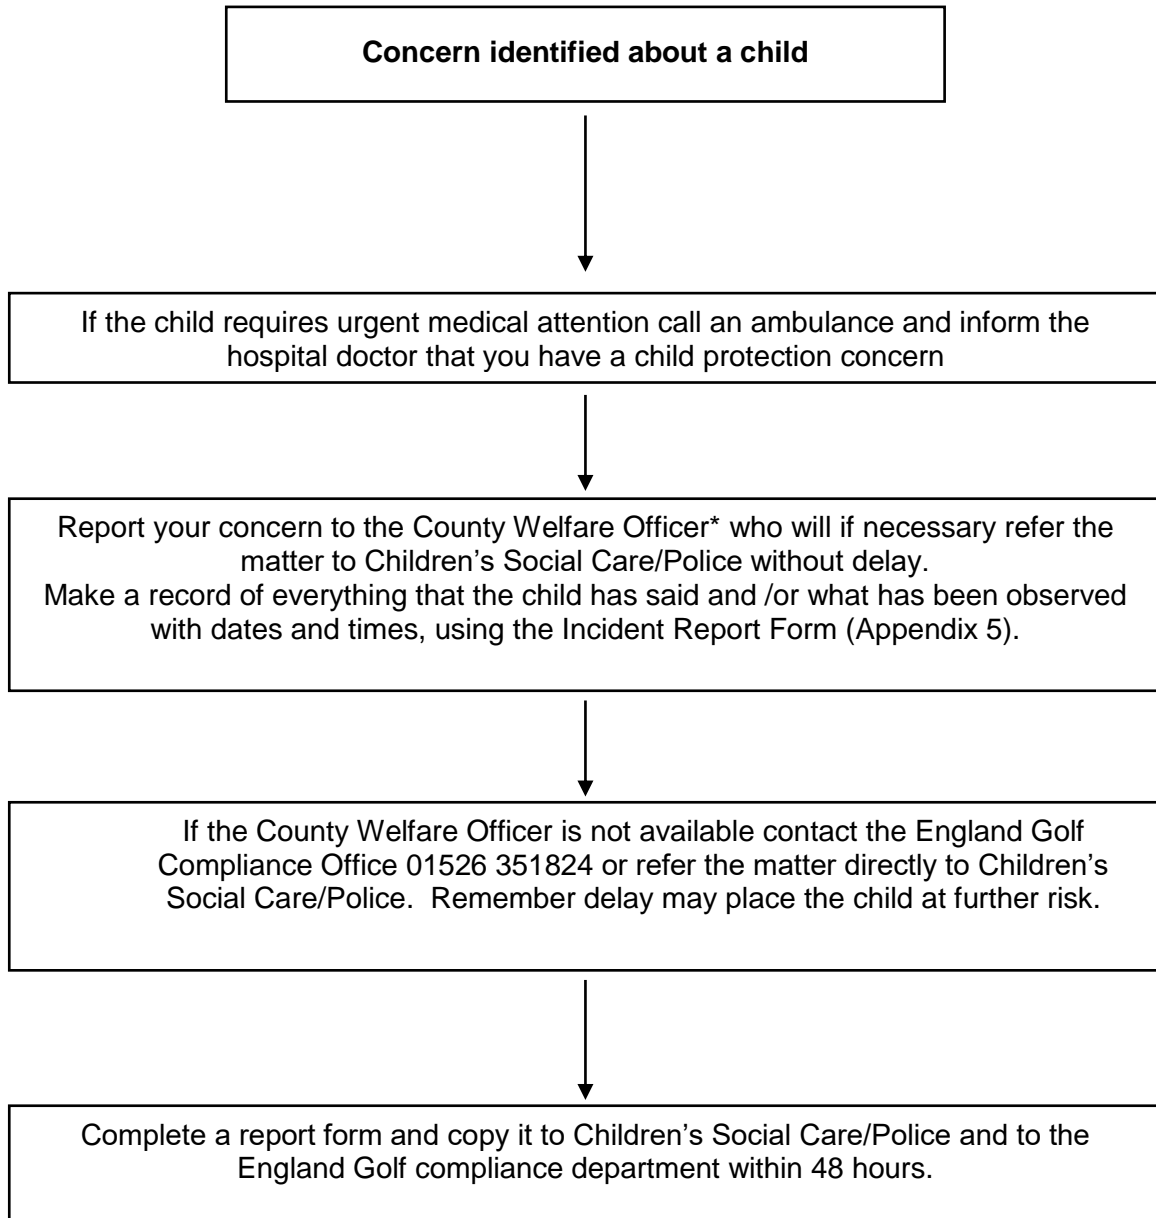 Concern identified about a child
If the child requires urgent medical attention call an ambulance and inform the
hospital doctor that you have a child protection concern
Report your concern to the County Welfare Officer* who will if necessary refer the
matter to Children’s Social Care/Police without delay.
Make a record of everything that the child has said and /or what has been observed
with dates and times, using the Incident Report Form (Appendix 5).
If the County Welfare Officer is not available contact the England Golf
Compliance Office 01526 351824 or refer the matter directly to Children’s
Social Care/Police.  Remember delay may place the child at further risk.
Complete a report form and copy it to Children’s Social Care/Police and to the
England Golf compliance department within 48 hours.